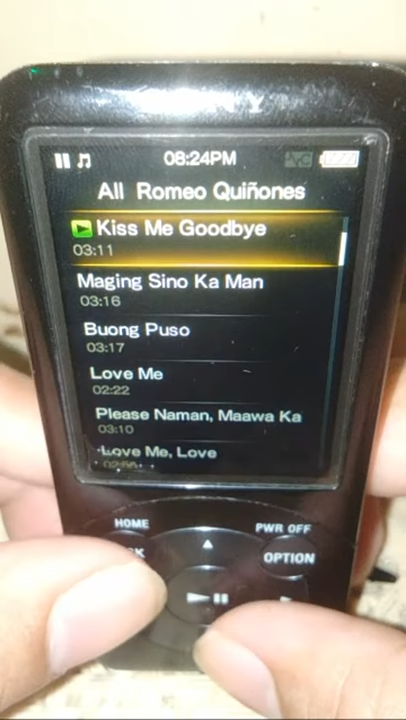 SONY
08:24PM
All Romeo Quiñones
Kiss Me Goodbye
03:11
Maging Sino Ka Man
03:16
Buong Puso
03:17
Love Me
02:22
Please Naman, Maawa Ka
03:10
Love Me, Love
HOME
PWR OFF
OPTION